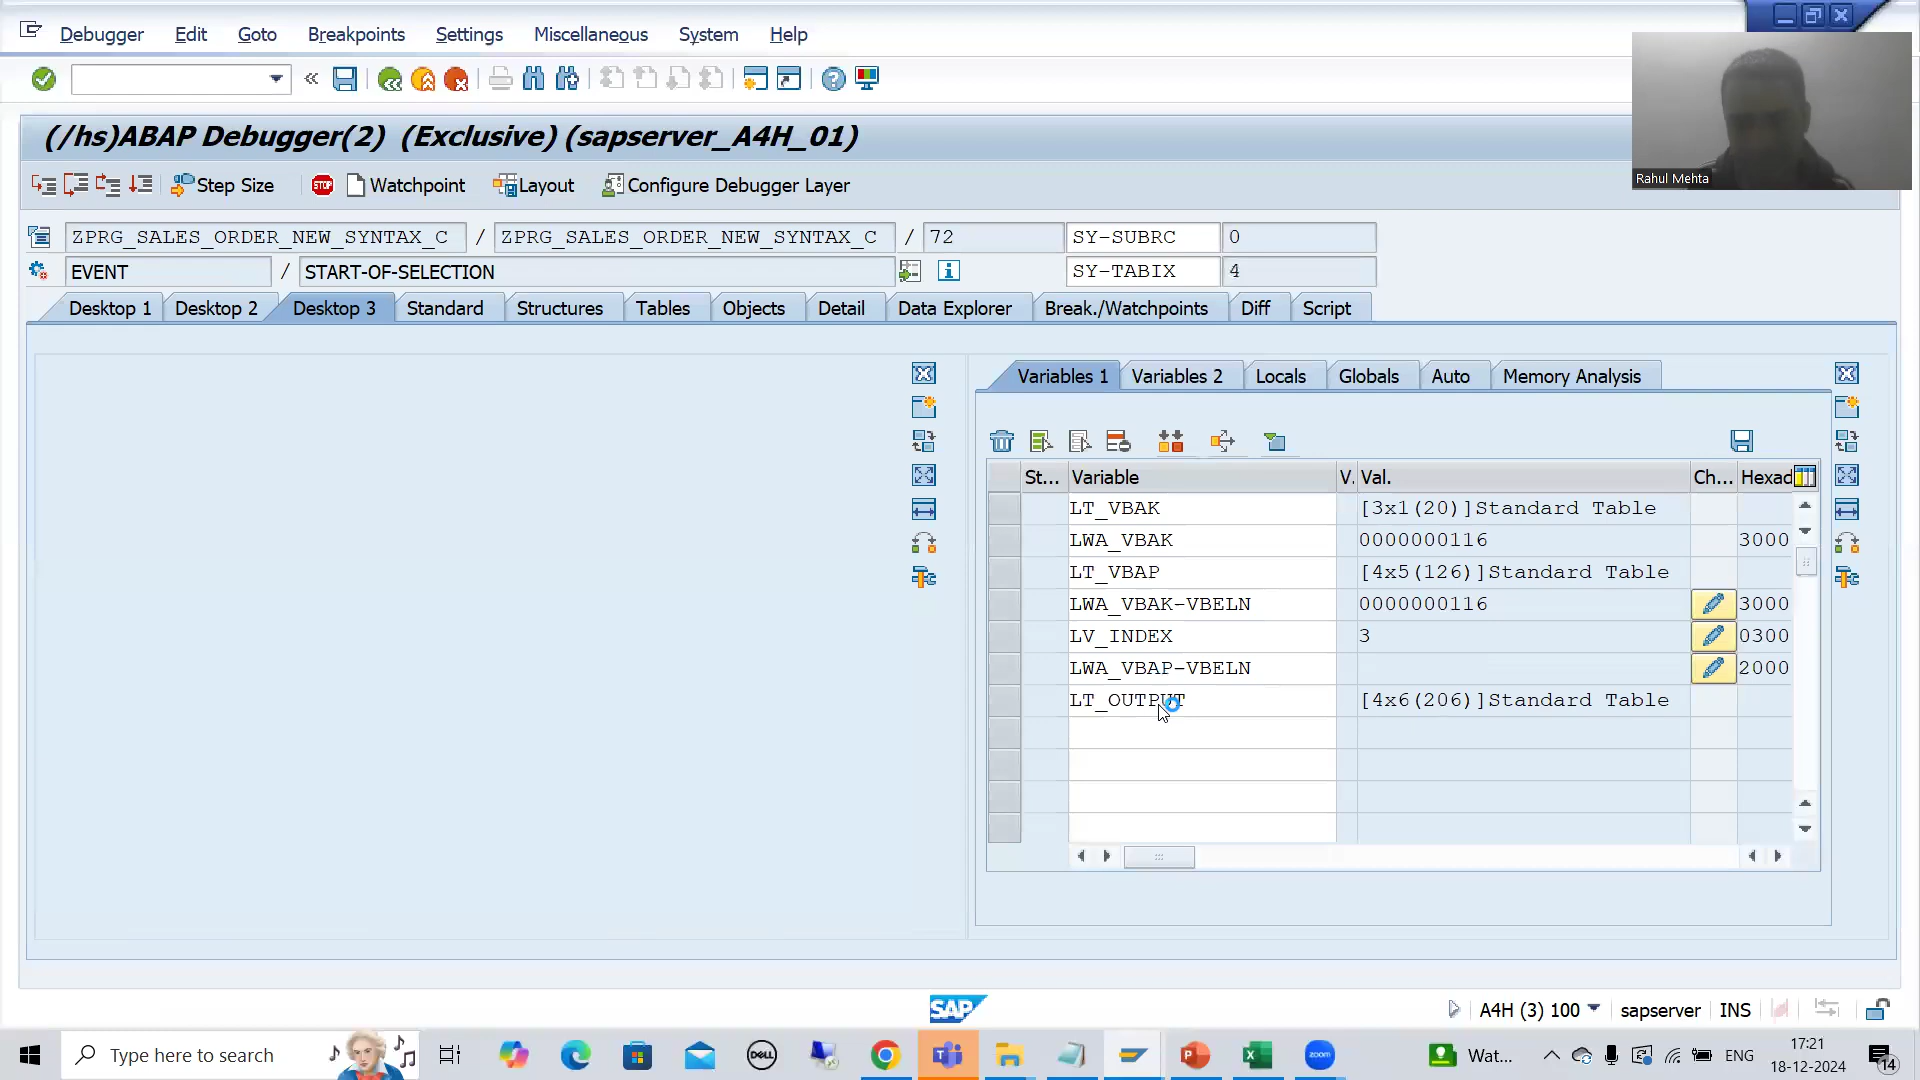 Debugger Edit Goto Breakpoints Settings Miscellaneous System Help
(/hs)ABAP Debugger(2) (Exclusive) (sapserver_A4H_01)
Rahul Mehta
Step Size STOP Watchpoint Layout Configure Debugger Layer
ZPRG_SALES_ORDER_NEW_SYNTAX_C / ZPRG_SALES_ORDER_NEW_SYNTAX_C / 72 SY-SUBRC 0
EVENT / START-OF-SELECTION SY-TABIX 4
Desktop 1 Desktop 2 Desktop 3 Standard Structures Tables Objects Detail Data Explorer Break./Watchpoints Diff Script
Variables 1 Variables 2 Locals Globals Auto Memory Analysis
St... Variable V. Val. Ch... Hexad
LT_VBAK [3x1(20)]Standard Table
LWA_VBAK 0000000116 3000
LT_VBAP [4x5(126)]Standard Table
LWA_VBAK-VBELN 0000000116 3000
LV_INDEX 3 0300
LWA_VBAP-VBELN 2000
LT_OUTPUT [4x6(206)]Standard Table
SAP
A4H (3) 100 sapserver INS
Type here to search DELL zoom Wat... ENG 17:21
18-12-2024 14